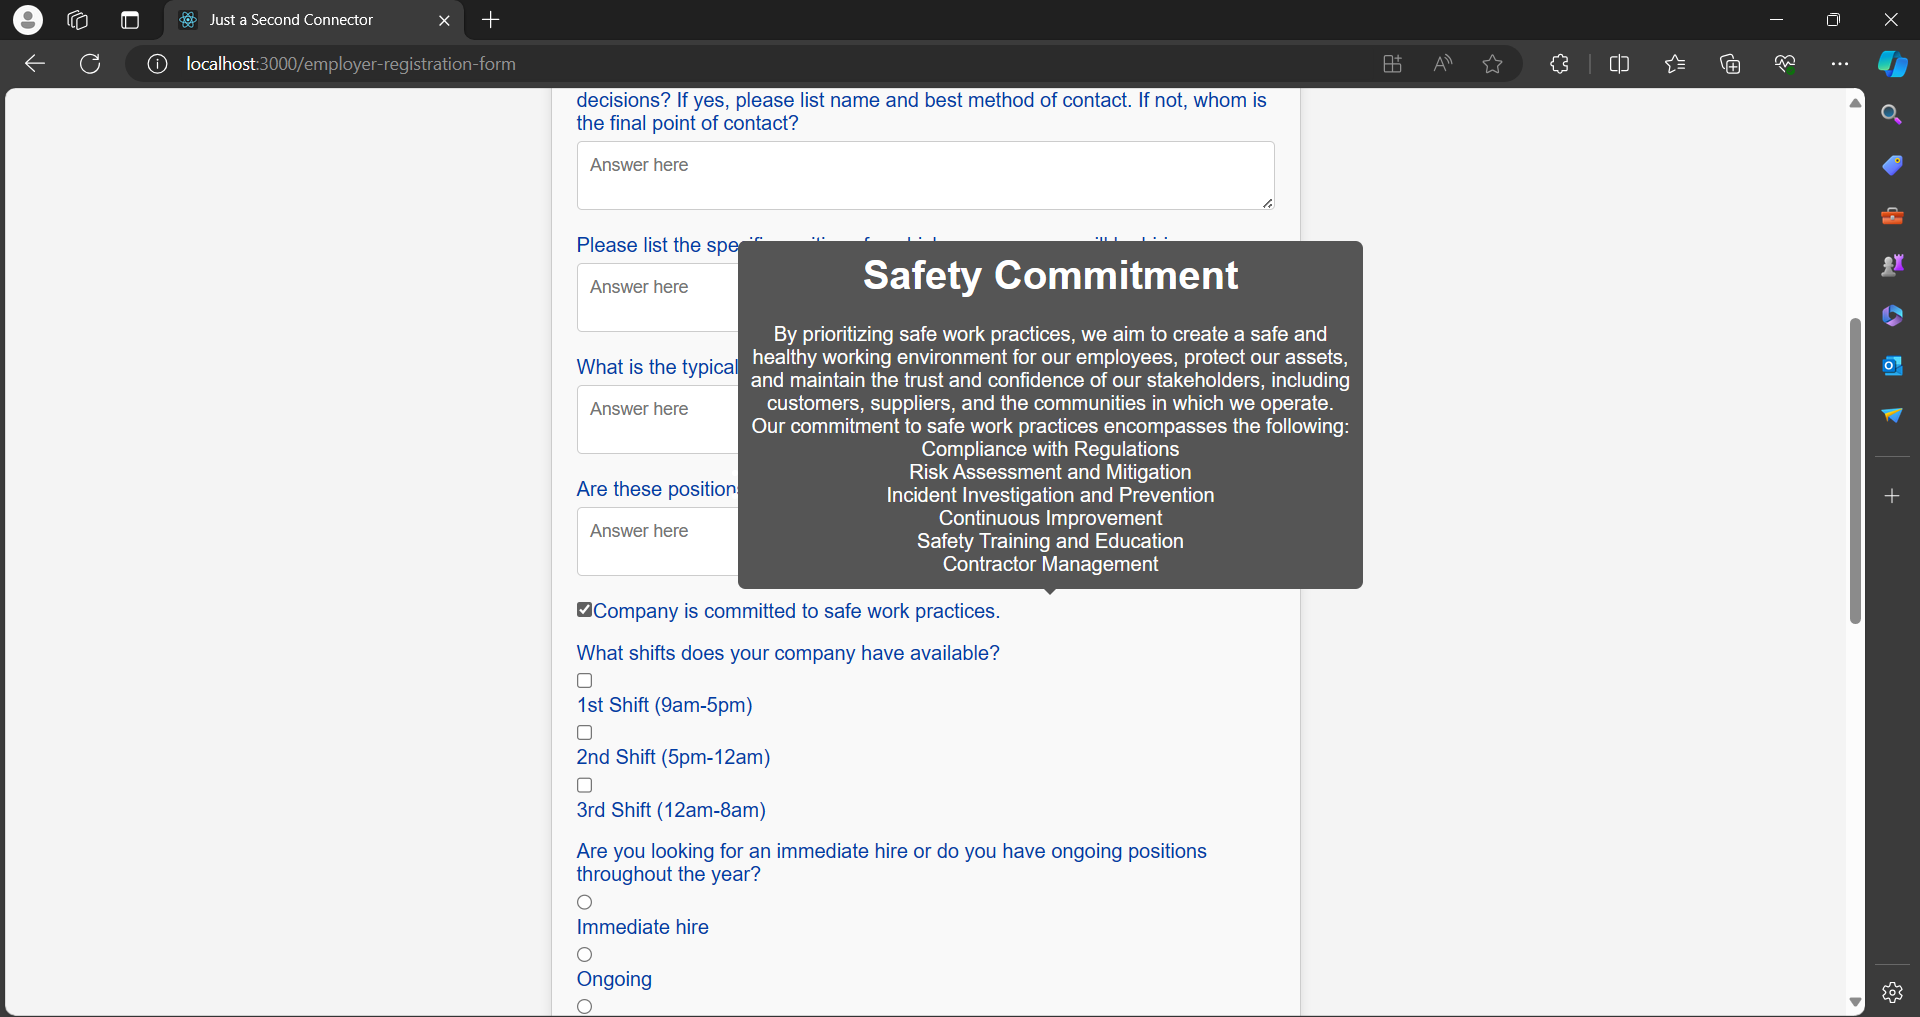 Just a Second Connector
localhost:3000/employer-registration-form
decisions? If yes, please list name and best method of contact. If not, whom is
the final point of contact?
Answer here
Please list the spe
Answer here
What is the typical
Answer here
Are these position
Answer here
Safety Commitment
By prioritizing safe work practices, we aim to create a safe and
healthy working environment for our employees, protect our assets,
and maintain the trust and confidence of our stakeholders, including
customers, suppliers, and the communities in which we operate.
Our commitment to safe work practices encompasses the following:
Compliance with Regulations
Risk Assessment and Mitigation
Incident Investigation and Prevention
Continuous Improvement
Safety Training and Education
Contractor Management
Company is committed to safe work practices.
What shifts does your company have available?
1st Shift (9am-5pm)
2nd Shift (5pm-12am)
3rd Shift (12am-8am)
Are you looking for an immediate hire or do you have ongoing positions
throughout the year?
Immediate hire
Ongoing